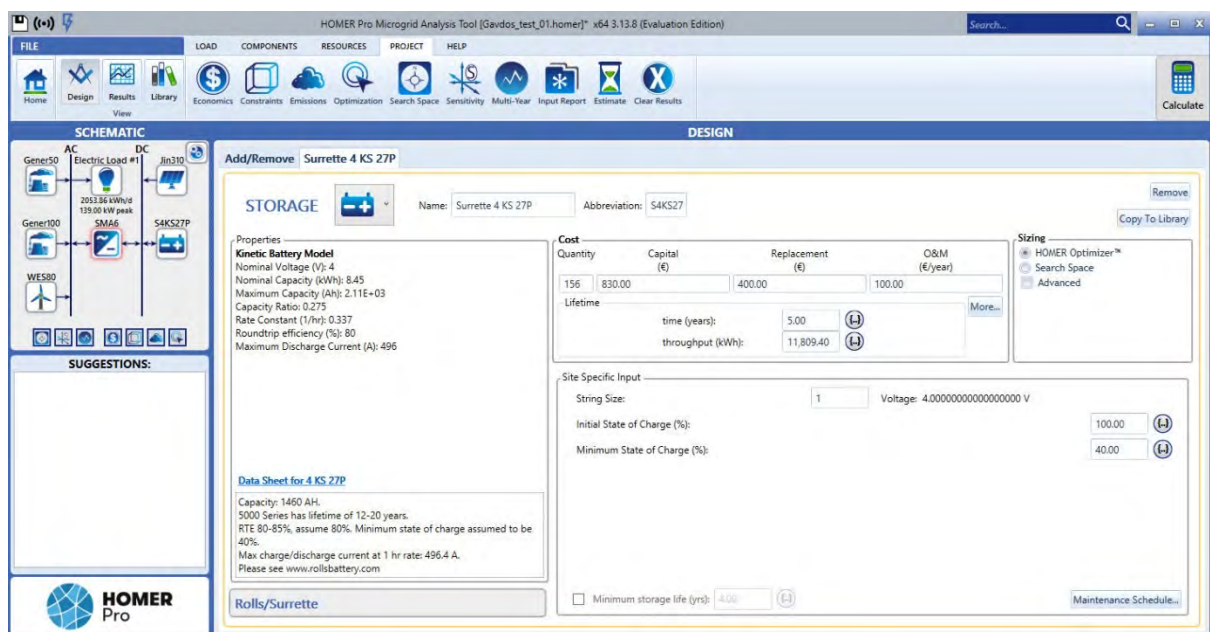 HOMER Pro Microgrid Analysis Tool [Gavdos_test_01.homer]* x64 3.13.8 (Evaluation Edition)
Search...
FILE
LOAD COMPONENTS RESOURCES PROJECT HELP
Home Design Results Library Economics Constraints Emissions Optimization Search Space Sensitivity Multi-Year Input Report Estimate Clear Results Calculate
View
SCHEMATIC
DESIGN
AC DC
Gener50 Electric Load #1 Jin310
2053.86 kWh/d
139.00 kW peak
Gener100 SMA6 S4KS27P
WES80
SUGGESTIONS:
HOMER
Pro
Add/Remove Surrette 4 KS 27P
STORAGE
Name: Surrette 4 KS 27P
Abbreviation: S4KS27
Remove
Copy To Library
Properties
Kinetic Battery Model
Nominal Voltage (V): 4
Nominal Capacity (kWh): 8.45
Maximum Capacity (Ah): 2.11E+03
Capacity Ratio: 0.275
Rate Constant (1/hr): 0.337
Roundtrip efficiency (%): 80
Maximum Discharge Current (A): 496
Data Sheet for 4 KS 27P
Capacity: 1460 AH.
5000 Series has lifetime of 12-20 years.
RTE 80-85%, assume 80%. Minimum state of charge assumed to be
40%.
Max charge/discharge current at 1 hr rate: 496.4 A.
Please see www.rollsbattery.com
Rolls/Surrette
Cost
Quantity Capital Replacement O&M
(€) (€) (€/year)
156 830.00 400.00 100.00
Lifetime
More...
time (years): 5.00 {..}
throughput (kWh): 11,809.40 {..}
Sizing
HOMER Optimizer™
Search Space
Advanced
Site Specific Input
String Size: 1 Voltage: 4.00000000000000000 V
Initial State of Charge (%): 100.00 {..}
Minimum State of Charge (%): 40.00 {..}
Minimum storage life (yrs): 4.00 {..}
Maintenance Schedule...